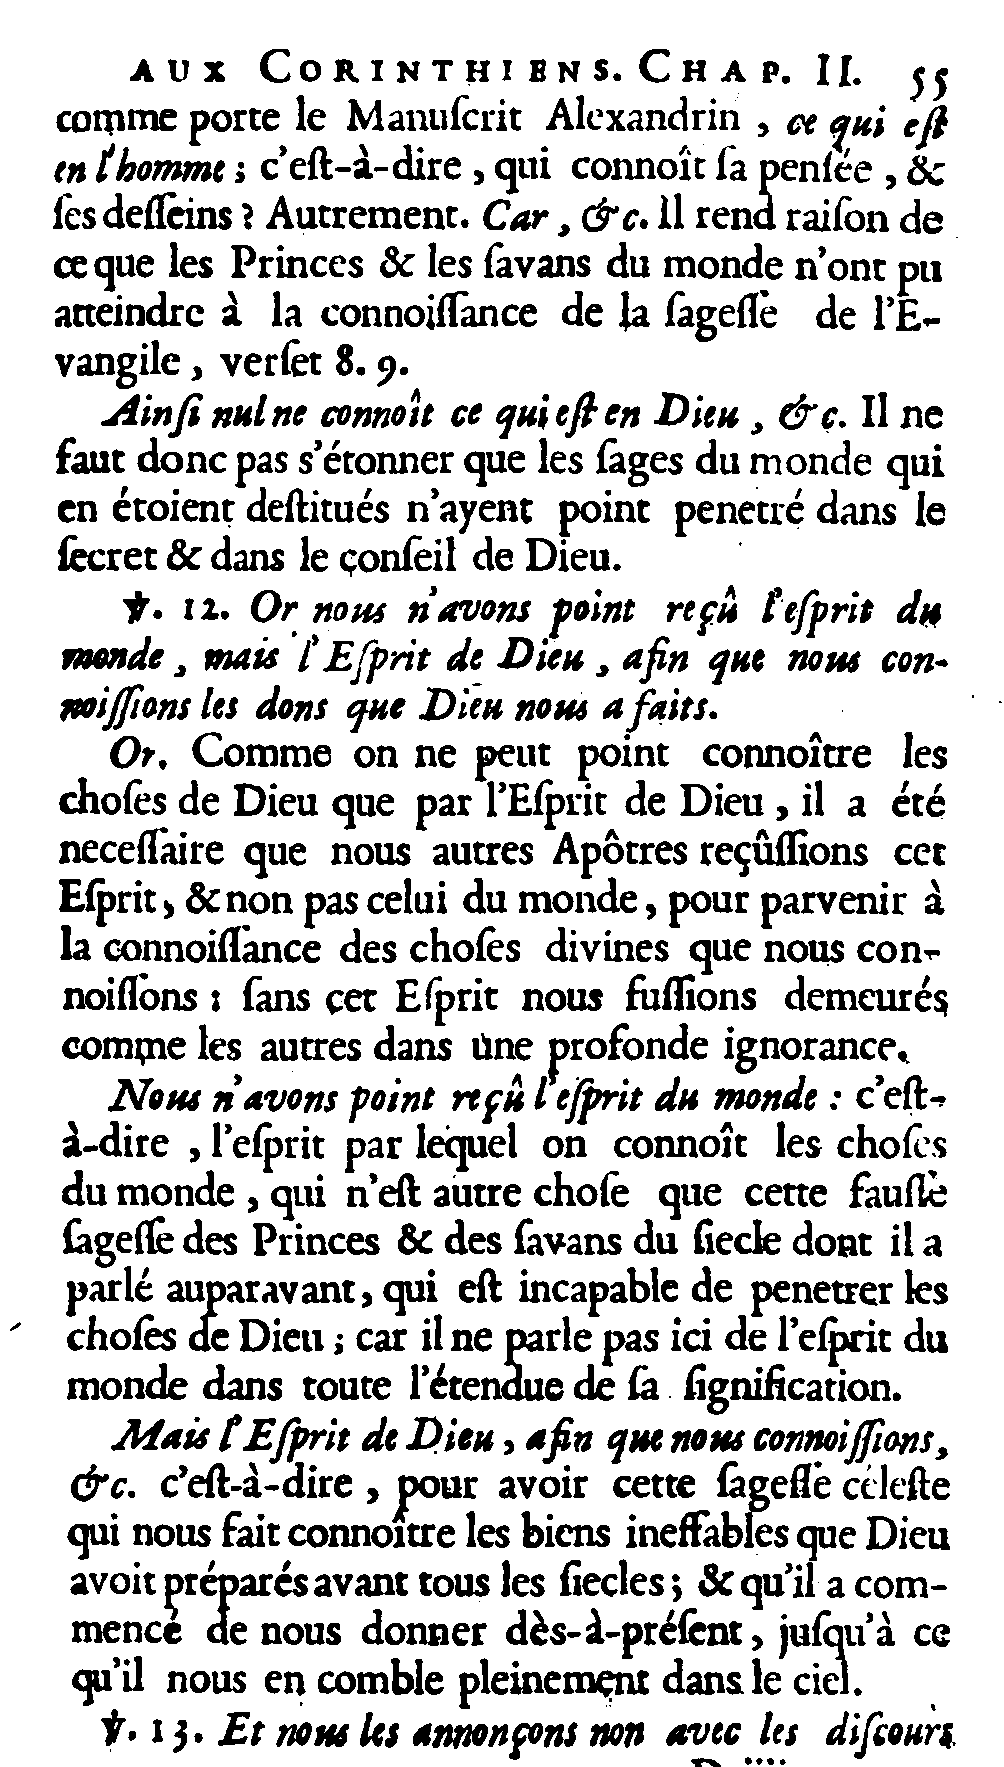 AUX CORINTHIENS. CHAP. II. 55
comme porte le Manuſcrit Alexandrin, ce qui eſt
en l'homme; c'eſt-à-dire, qui connoît ſa penſée, &
ſes deſſeins? Autrement. Car, &c. Il rend raiſon de
ce que les Princes & les ſavans du monde n'ont pu
atteindre à la connoiſſance de la ſageſſe de l'E-
vangile, verſet 8. 9.
Ainſi nul ne connoît ce qui eſt en Dieu, &c. Il ne
faut donc pas s'étonner que les ſages du monde qui
en étoient deſtitués n'ayent point penetré dans le
ſecret & dans le conſeil de Dieu.
℣. 12. Or nous n'avons point reçû l'eſprit du
monde, mais l'Eſprit de Dieu, afin que nous con-
noiſſions les dons que Dieu nous a faits.
Or. Comme on ne peut point connoître les
choſes de Dieu que par l'Eſprit de Dieu, il a été
neceſſaire que nous autres Apôtres reçûſſions cet
Eſprit, & non pas celui du monde, pour parvenir à
la connoiſſance des choſes divines que nous con-
noiſſons: ſans cet Eſprit nous fuſſions demeurés
comme les autres dans une profonde ignorance.
Nous n'avons point reçû l'eſprit du monde: c'eſt-
à-dire, l'eſprit par lequel on connoît les choſes
du monde, qui n'eſt autre choſe que cette fauſſe
ſageſſe des Princes & des ſavans du ſiecle dont il a
parlé auparavant, qui eſt incapable de penetrer les
choſes de Dieu; car il ne parle pas ici de l'eſprit du
monde dans toute l'étendue de ſa ſignification.
Mais l'Eſprit de Dieu, afin que nous connoiſſions,
&c. c'eſt-à-dire, pour avoir cette ſageſſe céleſte
qui nous fait connoître les biens ineffables que Dieu
avoit préparés avant tous les ſiecles; & qu'il a com-
mencé de nous donner dès-à-préſent, juſqu'à ce
qu'il nous en comble pleinement dans le ciel.
℣. 13. Et nous les annonçons non avec les diſcours